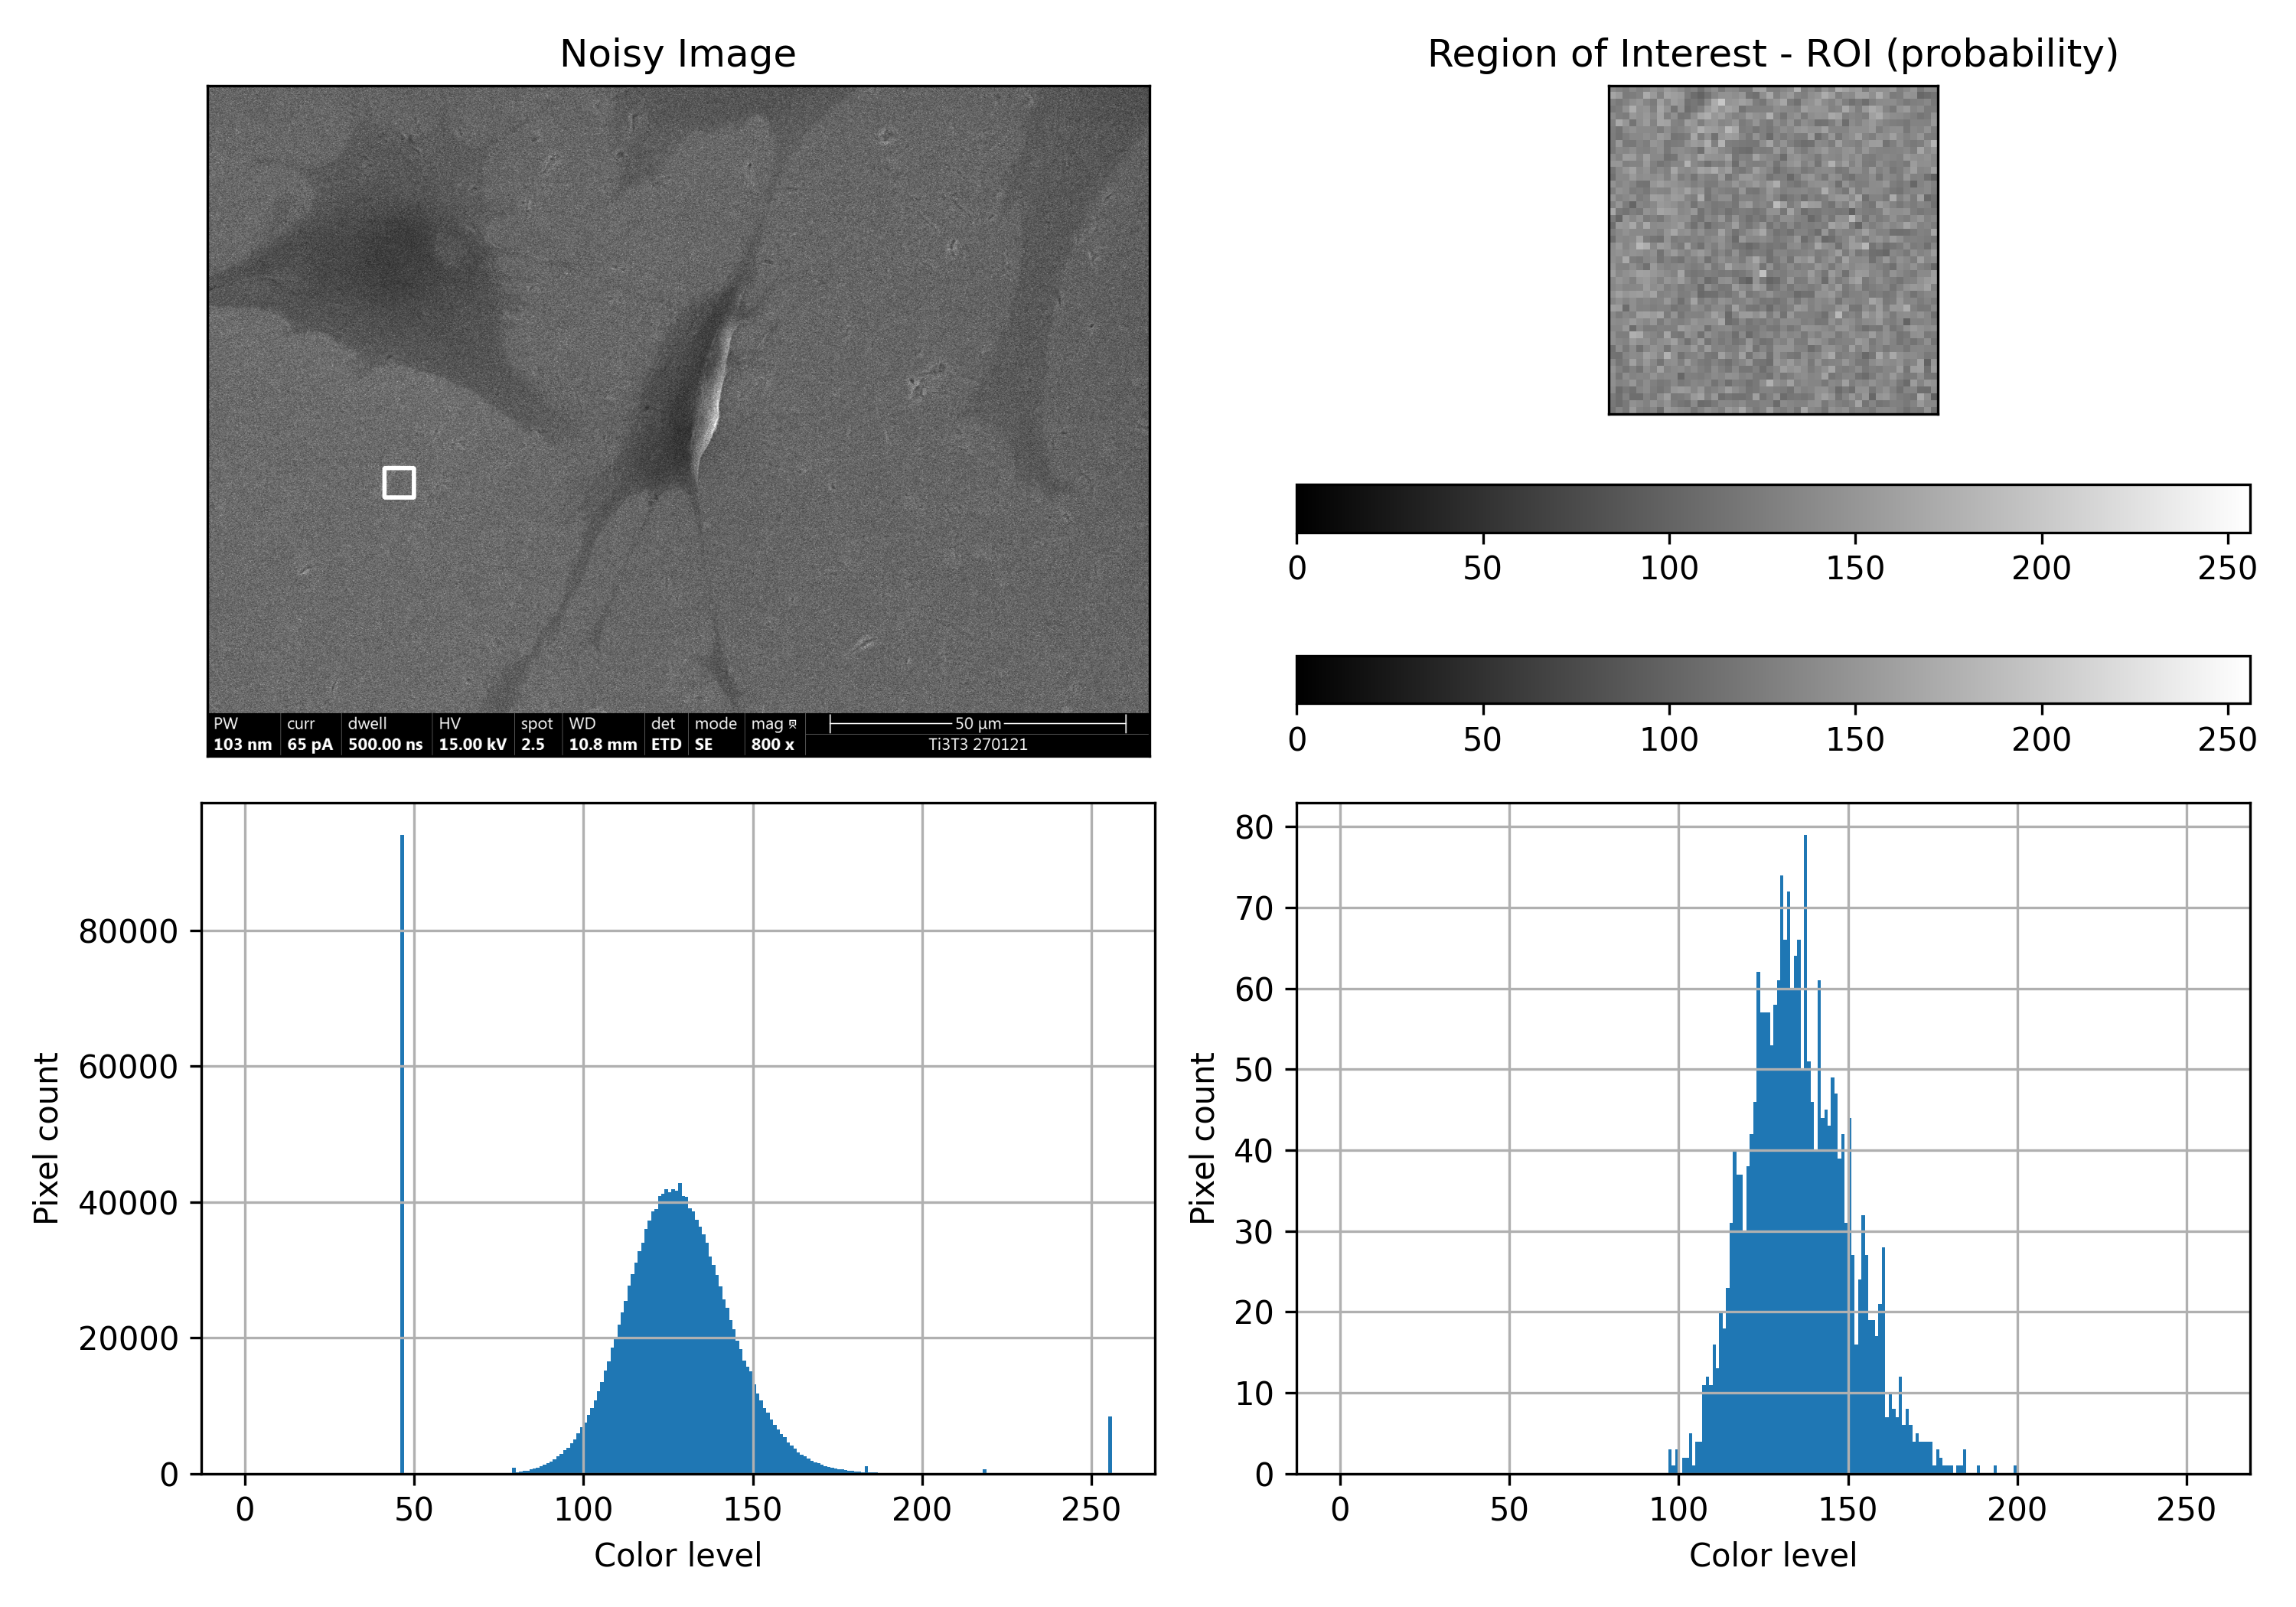 Noisy Image
Region of Interest - ROI (probability)
PW curr dwell HV spot WD det mode mag
103 nm 65 pA 500.00 ns 15.00 kV 2.5 10.8 mm ETD SE 800 x
50 µm
Ti3T3 270121
0 50 100 150 200 250
0 50 100 150 200 250
Pixel count
80000
60000
40000
20000
0
0 50 100 150 200 250
Color level
Pixel count
80
70
60
50
40
30
20
10
0
0 50 100 150 200 250
Color level